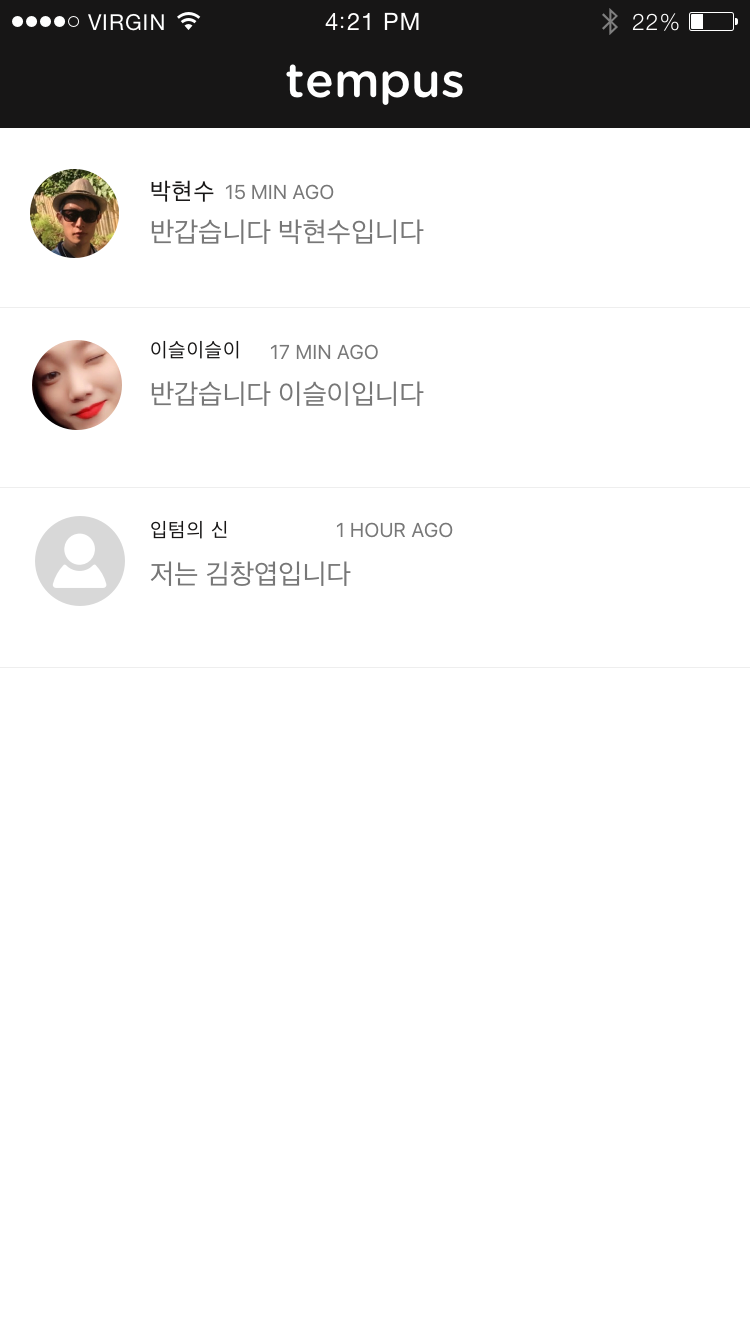 VIRGIN 4:21 PM 22%
tempus
박현수 15 MIN AGO
반갑습니다 박현수입니다
이슬이슬이 17 MIN AGO
반갑습니다 이슬이입니다
입텀의 신 1 HOUR AGO
저는 김창엽입니다